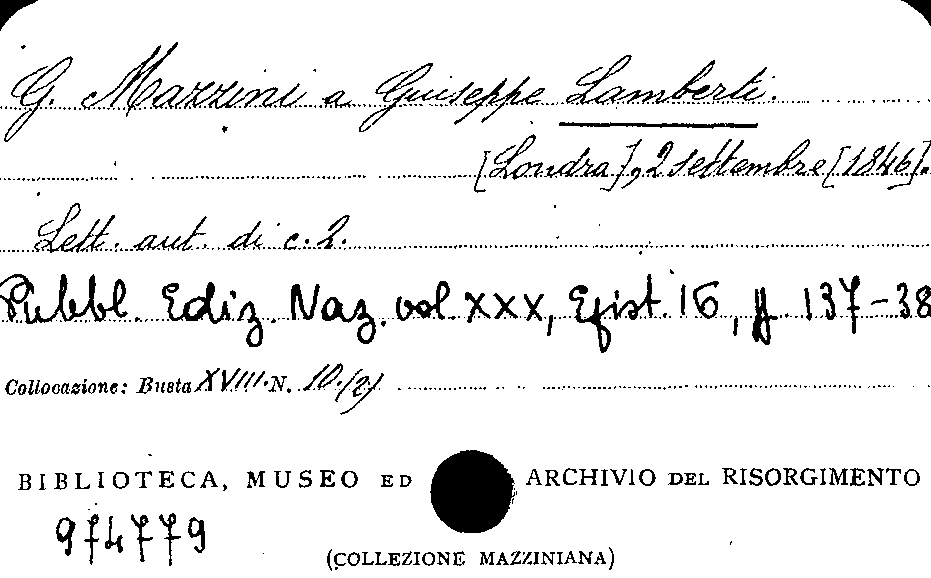 G. Mazzini a Giuseppe Lamberti.
[Londra], 2 settembre [1846].
Lett. aut. di c. 2.
Pubbl. Ediz. Naz. vol. XXX, Epist. 16, pp. 137-38
Collocazione: Busta XVIII. N. 10.(2)
BIBLIOTECA, MUSEO ED ARCHIVIO DEL RISORGIMENTO
974779
(COLLEZIONE MAZZINIANA)